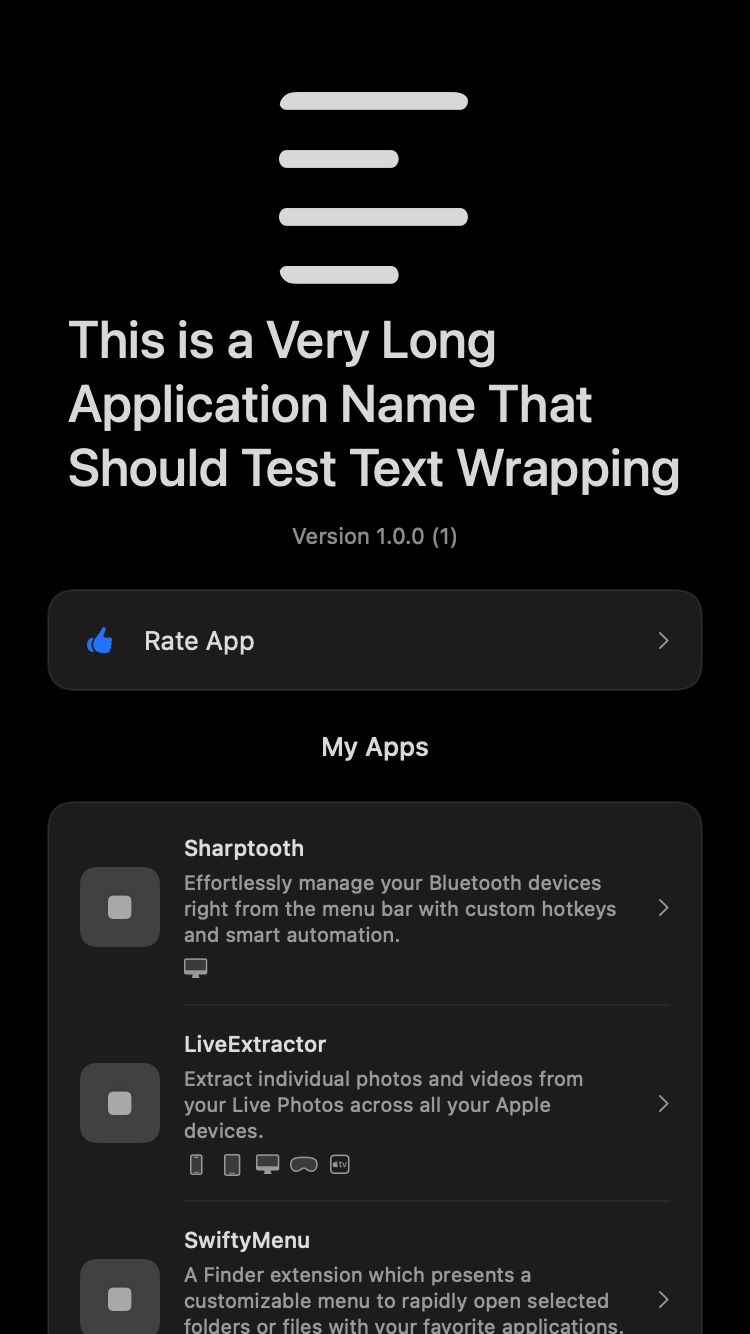 This is a Very Long
Application Name That
Should Test Text Wrapping
Version 1.0.0 (1)
Rate App
My Apps
Sharptooth
Effortlessly manage your Bluetooth devices
right from the menu bar with custom hotkeys
and smart automation.
LiveExtractor
Extract individual photos and videos from
your Live Photos across all your Apple
devices.
tv
SwiftyMenu
A Finder extension which presents a
customizable menu to rapidly open selected
folders or files with your favorite applications.